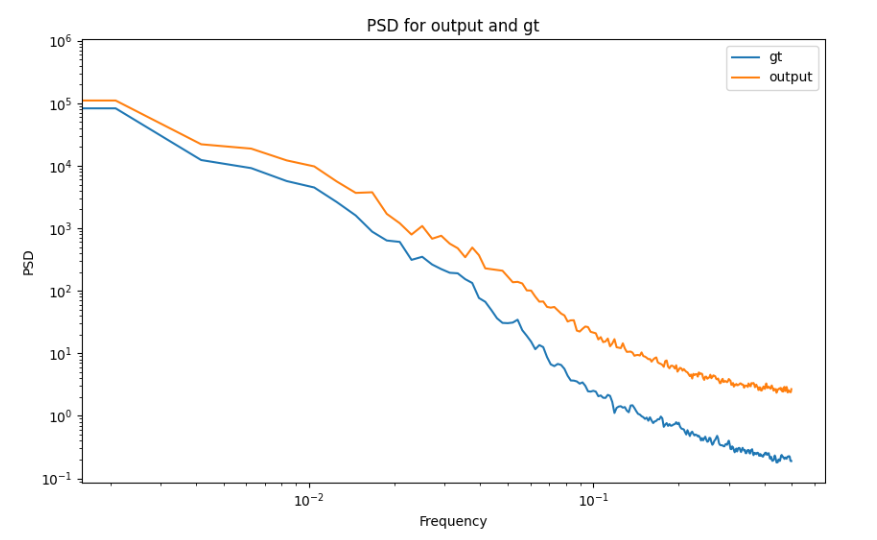 PSD for output and gt
gt
output
10⁶
10⁵
10⁴
10³
10²
10¹
10⁰
10⁻¹
PSD
10⁻²
10⁻¹
Frequency